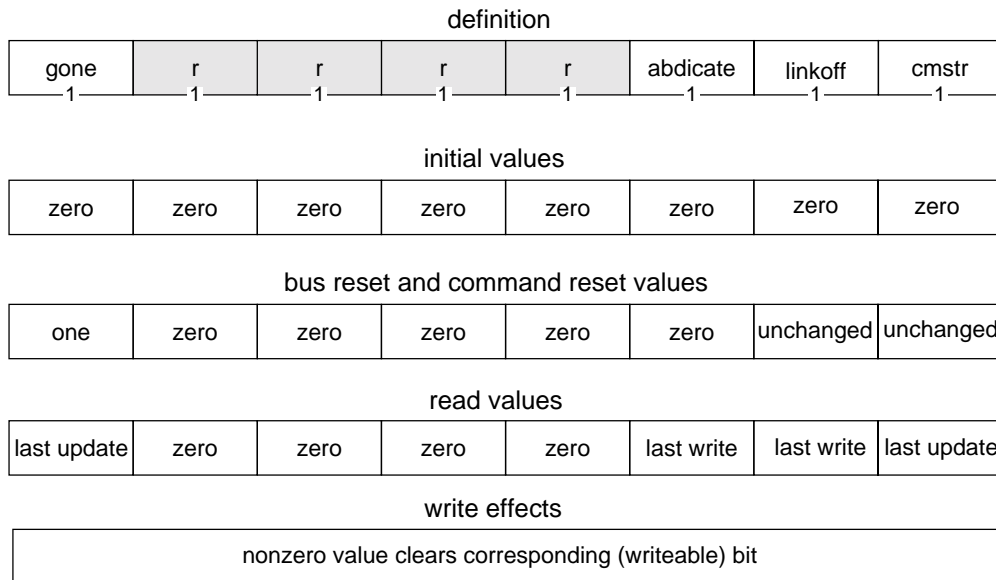 definition
gone r r r r abdicate linkoff cmstr
1 1 1 1 1 1 1 1
initial values
zero zero zero zero zero zero zero zero
bus reset and command reset values
one zero zero zero zero zero unchanged unchanged
read values
last update zero zero zero zero last write last write last update
write effects
nonzero value clears corresponding (writeable) bit